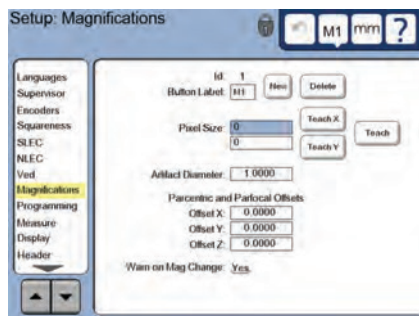 Setup: Magnifications
M1
mm
?
Languages
Supervisor
Encoders
Squareness
SLEC
NLEC
Ved
Magnifications
Programming
Measure
Display
Header
Id: 1
Button Label: M1 New Delete
Pixel Size: 0 Teach X
0 Teach Y
Teach
Artifact Diameter: 1.0000
Parcentric and Parfocal Offsets
Offset X: 0.0000
Offset Y: 0.0000
Offset Z: 0.0000
Warn on Mag Change: Yes